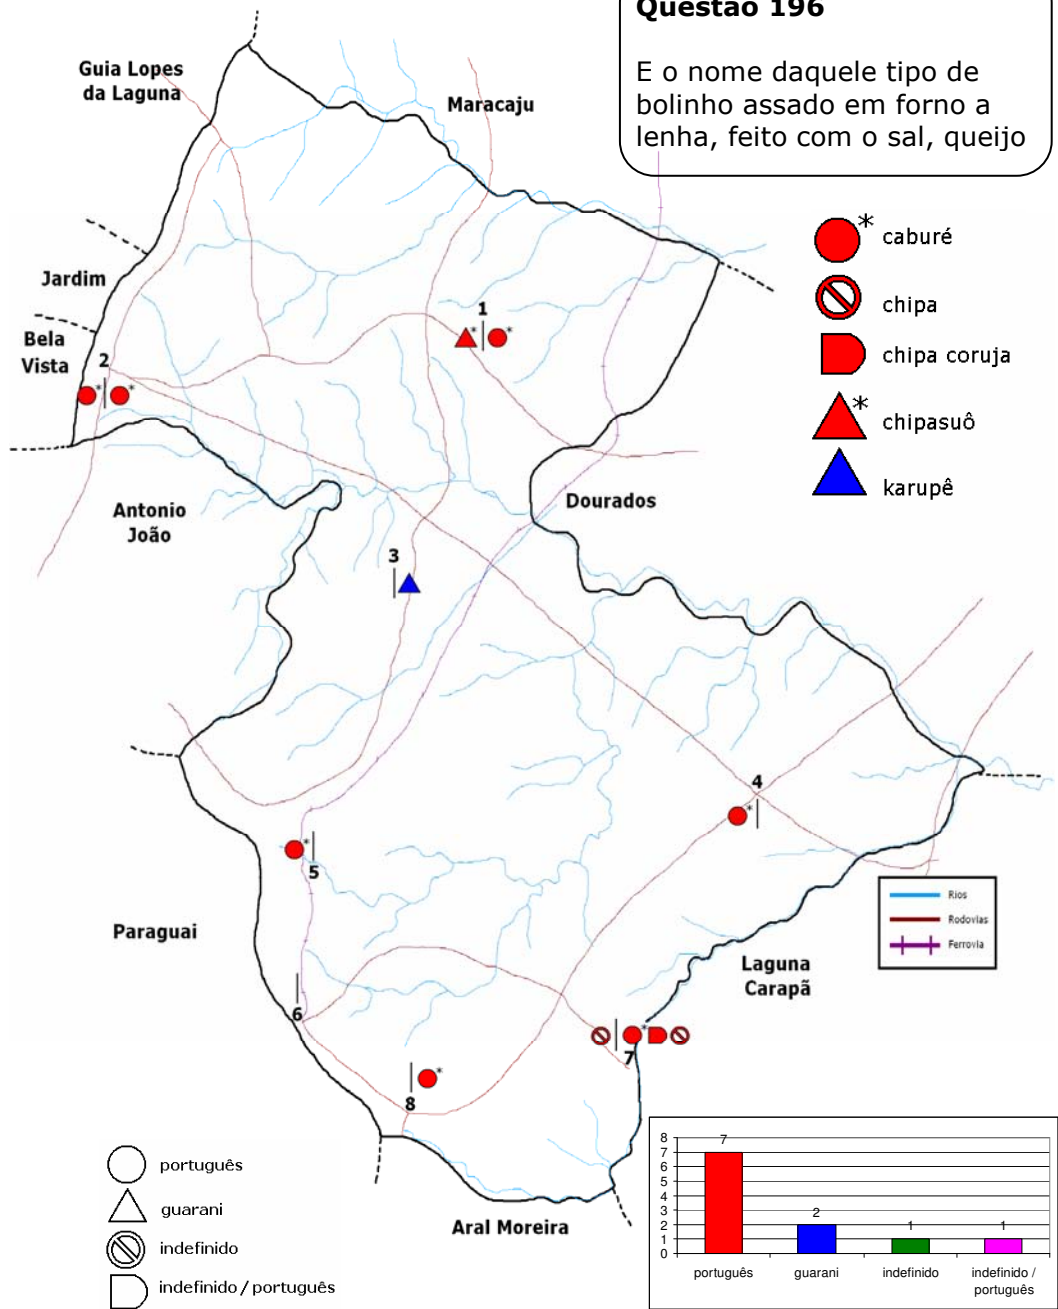 Questão 196
E o nome daquele tipo de
bolinho assado em forno a
lenha, feito com o sal, queijo
Guia Lopes
da Laguna
Maracaju
* caburé
chipa
chipa coruja
* chipasuô
karupê
Jardim
Bela
Vista
1
* *
2
* *
Antonio
João
Dourados
3
4
*
*
5
Paraguai
Rios
Rodovias
Ferrovia
Laguna
Carapã
6
*
7
*
8
português
guarani
indefinido
indefinido / português
Aral Moreira
8
7
6
5
4
3
2
1
0
7
2
1
1
português
guarani
indefinido
indefinido /
português